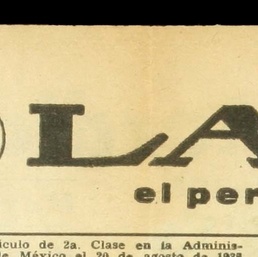 LA
el per
ículo de 2a. Clase en la Adminis-
de México el 20 de agosto de 1938